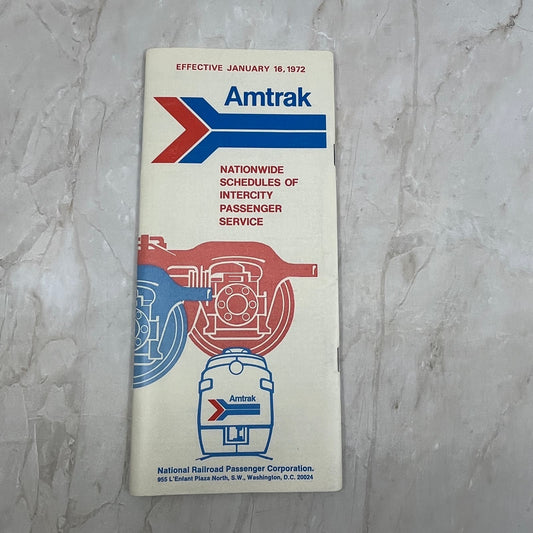 EFFECTIVE JANUARY 16, 1972
Amtrak
NATIONWIDE
SCHEDULES OF
INTERCITY
PASSENGER
SERVICE
Amtrak
National Railroad Passenger Corporation.
955 L'Enfant Plaza North, S.W., Washington, D.C. 20024